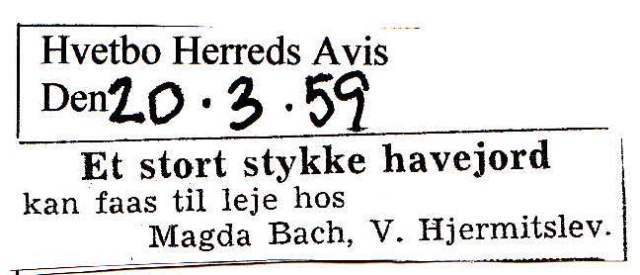 Hvetbo Herreds Avis
Den 20.3.59
Et stort stykke havejord
kan faas til leje hos
Magda Bach, V. Hjermitslev.